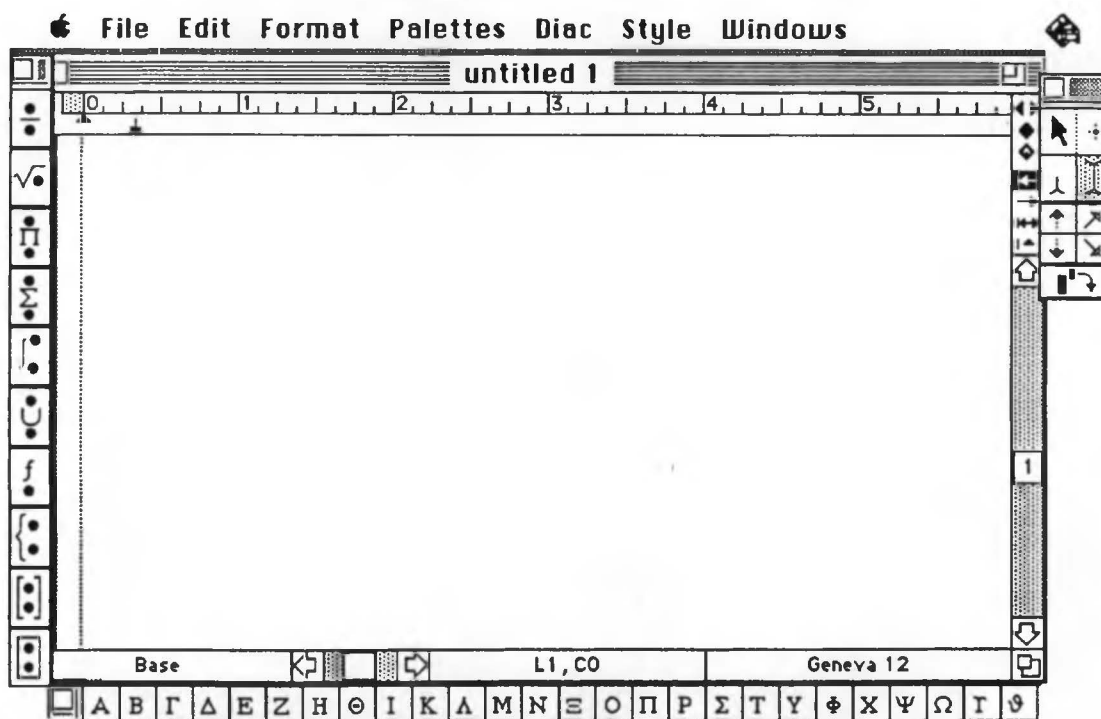 File Edit Format Palettes Diac Style Windows
untitled 1
0 1 2 3 4 5
√
Π
Σ
∫
∪
f
{
[ ]
1
Base L1, C0 Geneva 12
Α Β Γ Δ Ε Ζ Η Θ Ι Κ Λ Μ Ν Ξ Ο Π Ρ Σ Τ Υ Φ Χ Ψ Ω ϒ ϑ